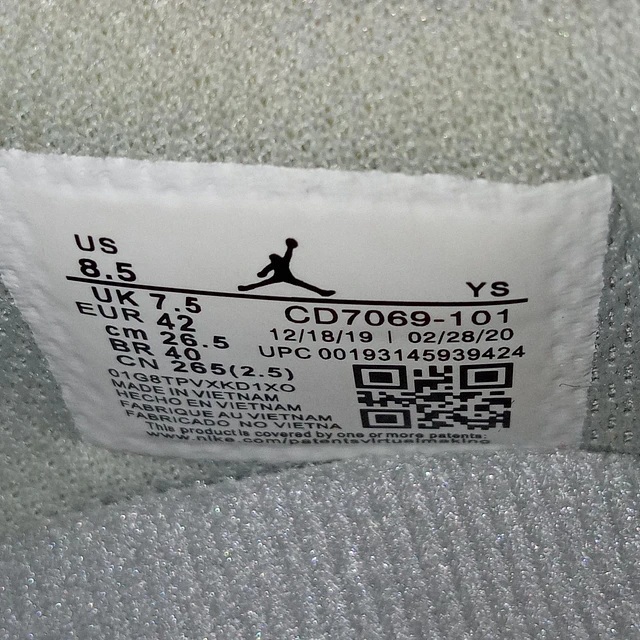 US
8.5
YS
UK 7.5
EUR 42
cm 26.5
BR 40
CN 265(2.5)
CD7069-101
12/18/19 | 02/28/20
UPC 00193145939424
01G8TPVXKD1XO
MADE IN VIETNAM
HECHO EN VIETNAM
FABRIQUE AU VIETNAM
FABRICADO NO VIETNA
This product is covered by one or more patents:
www.nike.com/